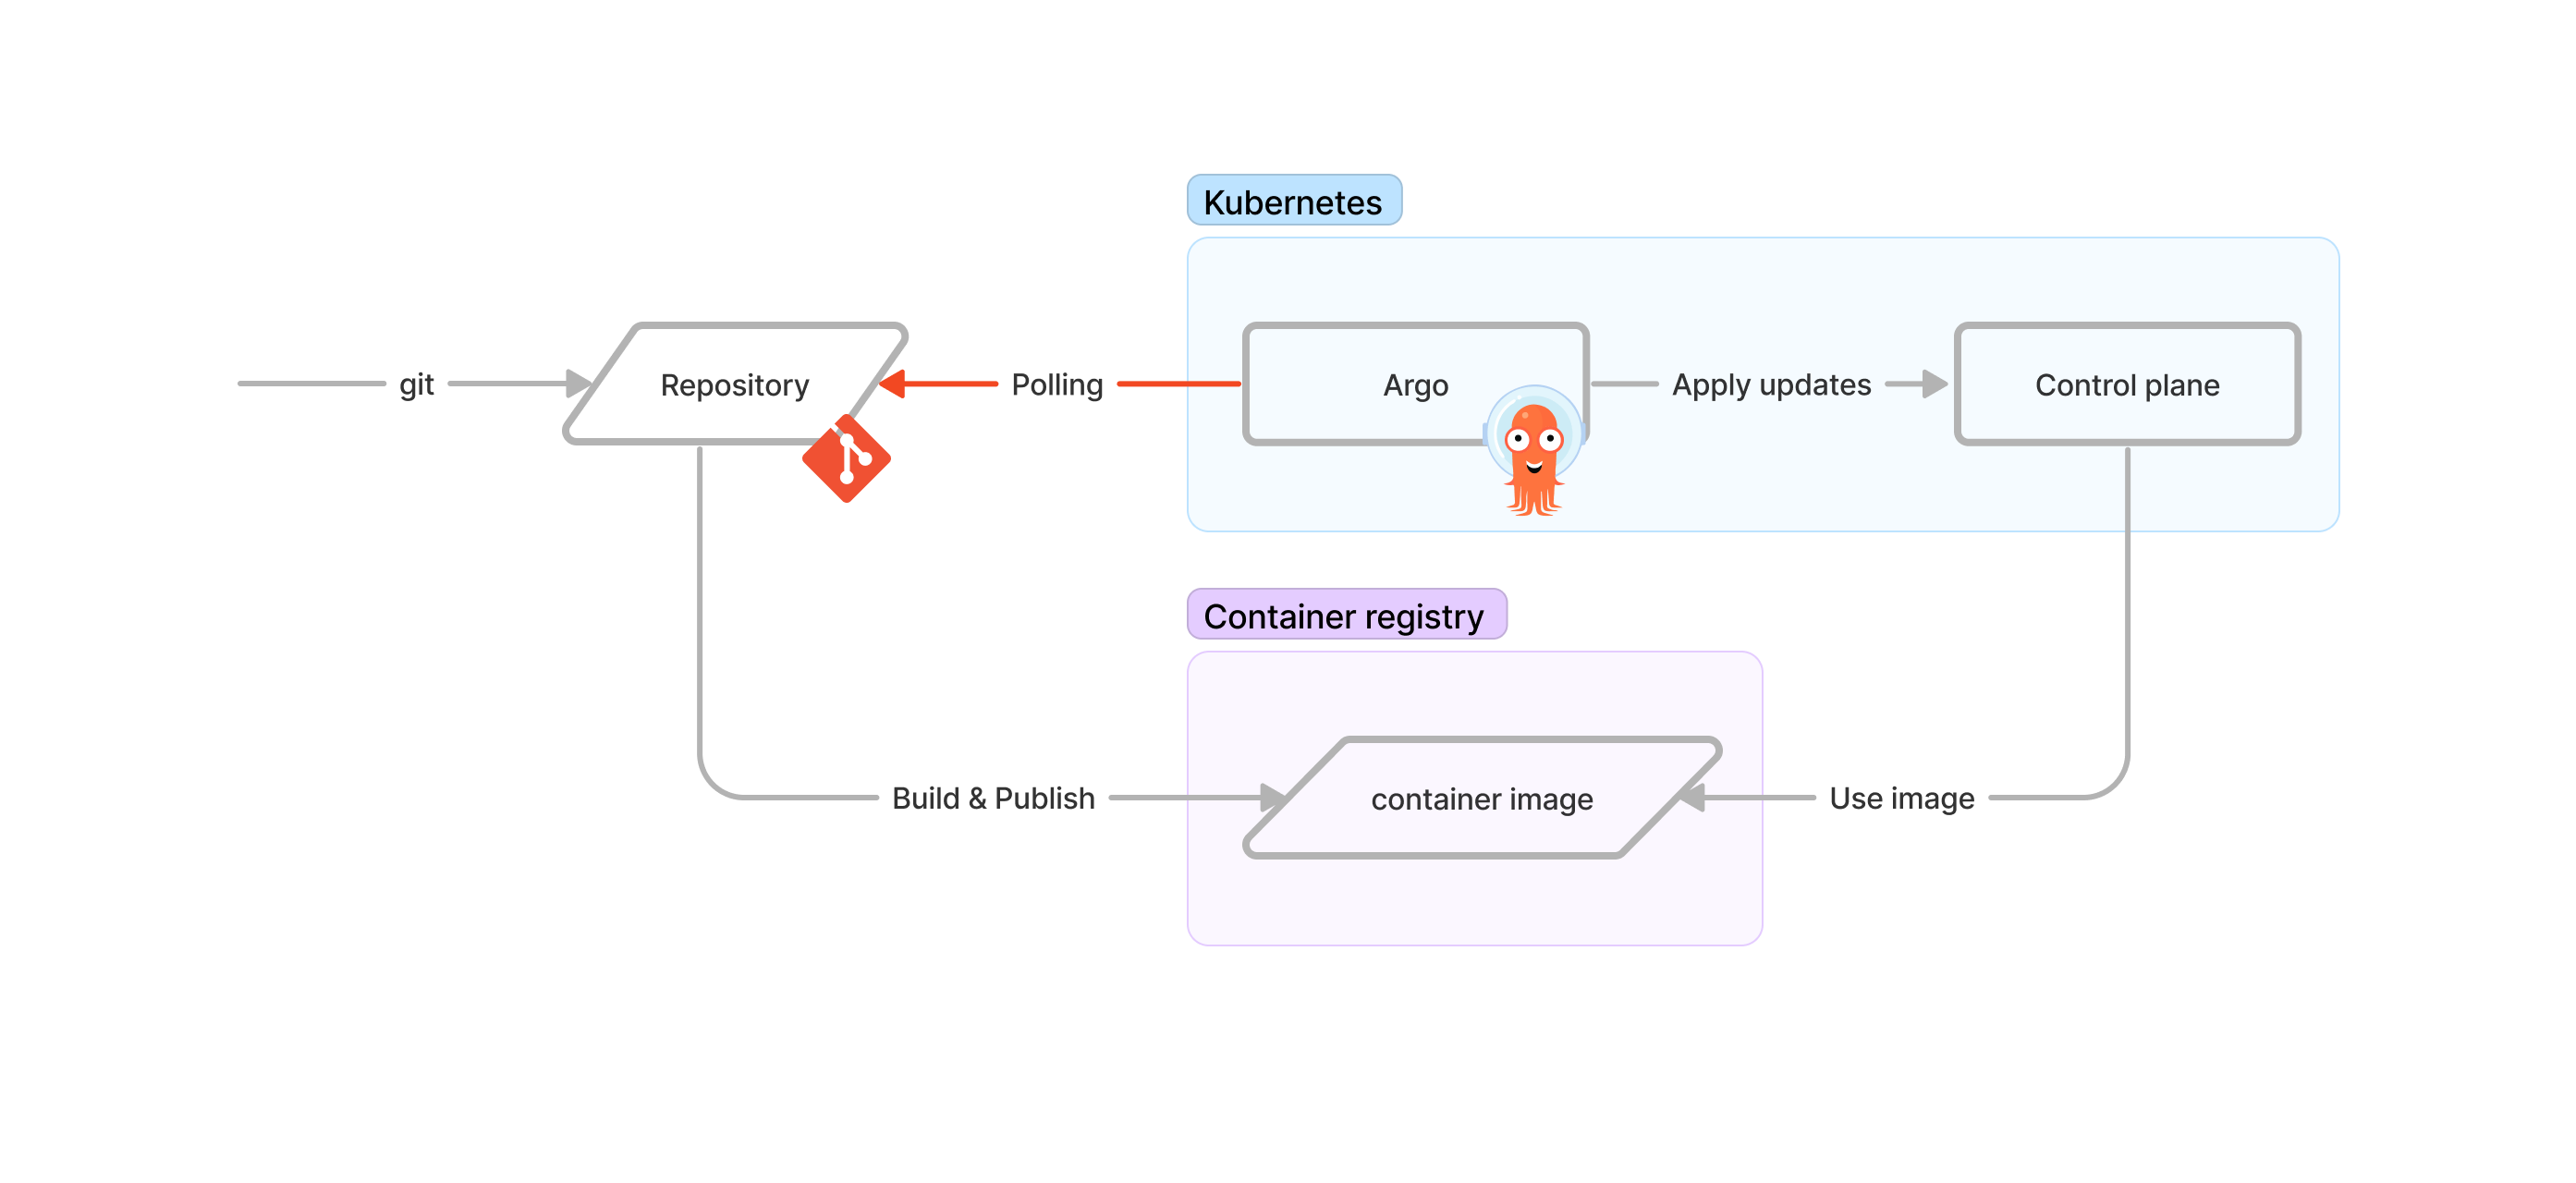 Kubernetes
git
Repository
Polling
Argo
Apply updates
Control plane
Container registry
Build & Publish
container image
Use image